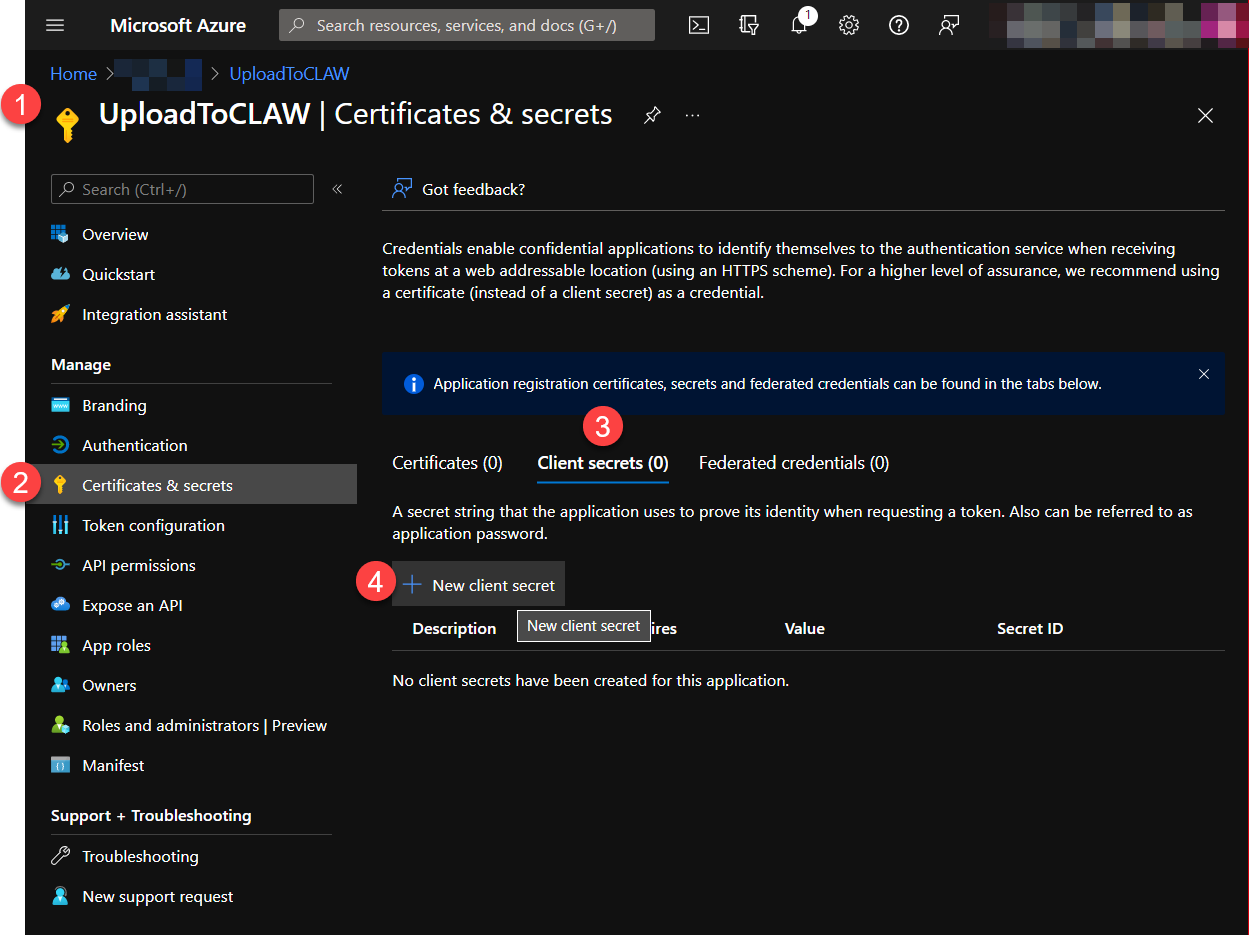 Microsoft Azure
Search resources, services, and docs (G+/)
1
Home > > UploadToCLAW
1
UploadToCLAW | Certificates & secrets
...
Search (Ctrl+/)
«
Got feedback?
Overview
Quickstart
Integration assistant
Credentials enable confidential applications to identify themselves to the authentication service when receiving
tokens at a web addressable location (using an HTTPS scheme). For a higher level of assurance, we recommend using
a certificate (instead of a client secret) as a credential.
Manage
Branding
Authentication
2
Certificates & secrets
Token configuration
API permissions
Expose an API
App roles
Owners
Roles and administrators | Preview
Manifest
Support + Troubleshooting
Troubleshooting
New support request
Application registration certificates, secrets and federated credentials can be found in the tabs below.
3
Certificates (0) Client secrets (0) Federated credentials (0)
A secret string that the application uses to prove its identity when requesting a token. Also can be referred to as
application password.
4
New client secret
New client secret
Description ires Value Secret ID
No client secrets have been created for this application.